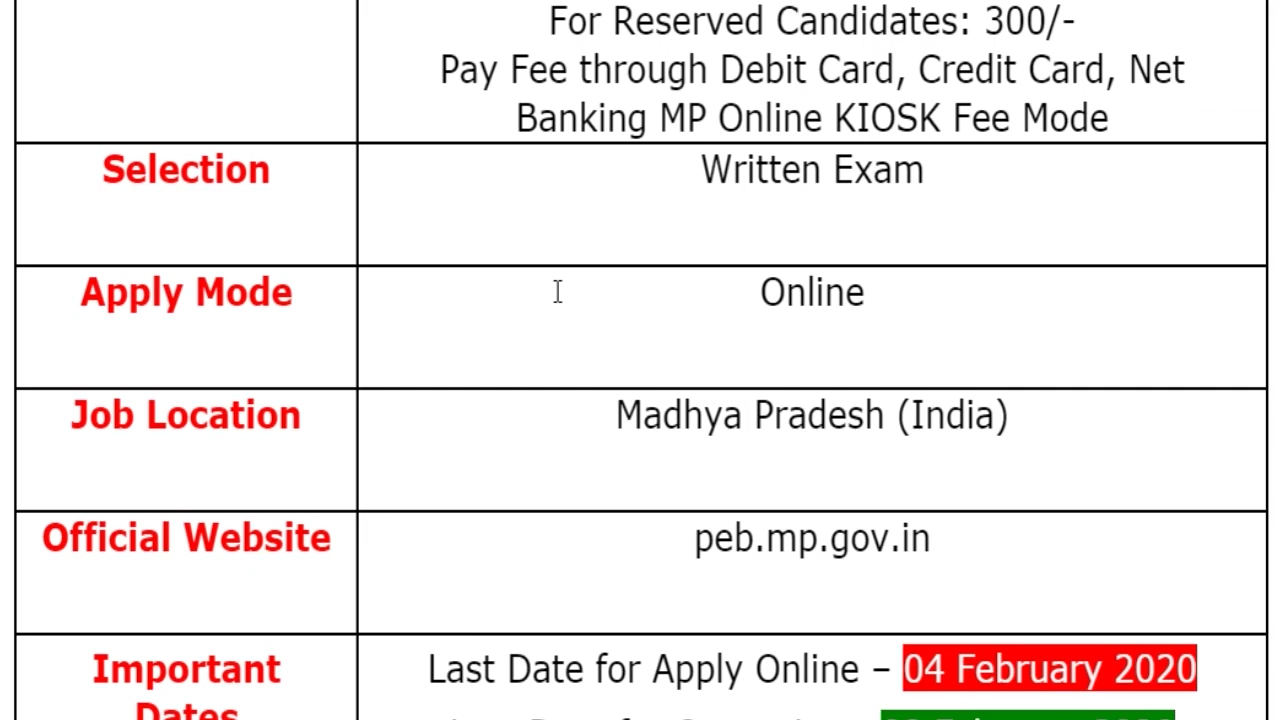 For Reserved Candidates: 300/-
Pay Fee through Debit Card, Credit Card, Net
Banking MP Online KIOSK Fee Mode
Selection
Written Exam
Apply Mode
Online
Job Location
Madhya Pradesh (India)
Official Website
peb.mp.gov.in
Important
Dates
Last Date for Apply Online – 04 February 2020